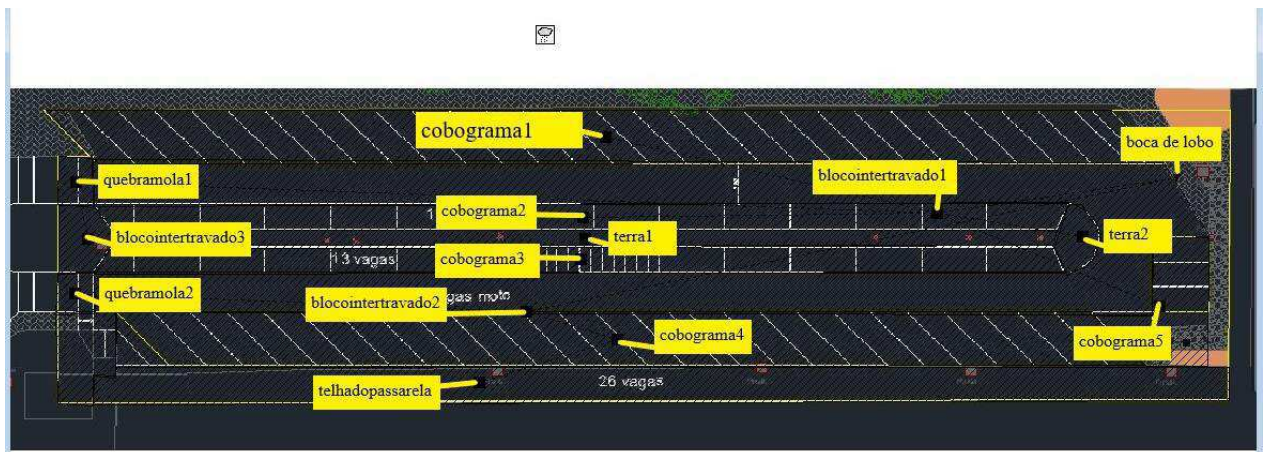 cobograma1
boca de lobo
quebramola1
blocointertravado1
cobograma2
blocointertravado3
terra1
terra2
13 vagas
cobograma3
quebramola2
gas moto
blocointertravado2
cobograma4
cobograma5
26 vagas
telhadopassarela